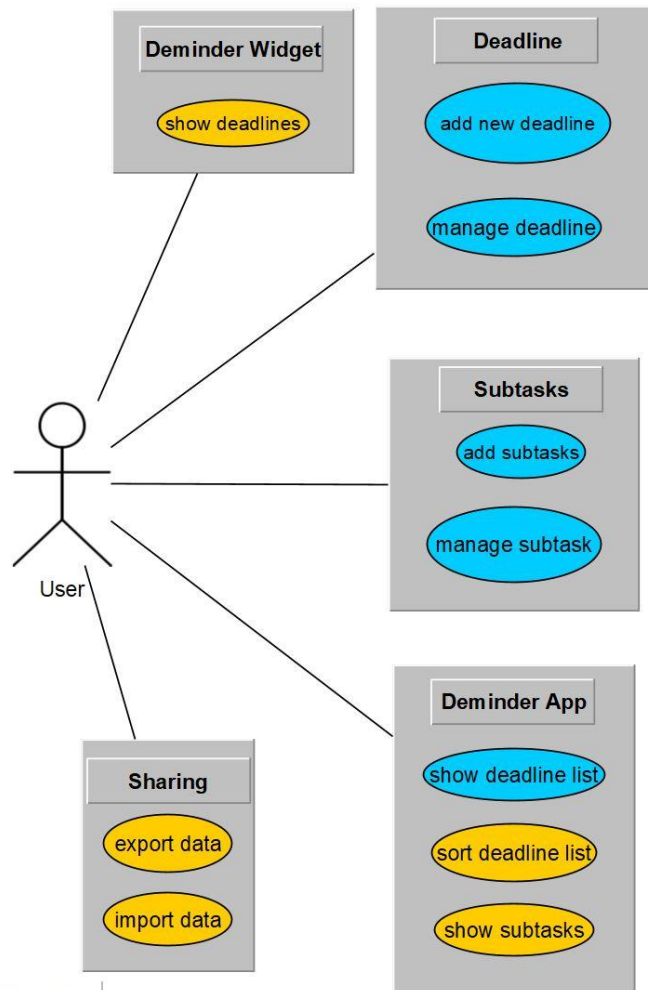 Deminder Widget
show deadlines
Deadline
add new deadline
manage deadline
Subtasks
add subtasks
manage subtask
User
Deminder App
show deadline list
sort deadline list
show subtasks
Sharing
export data
import data